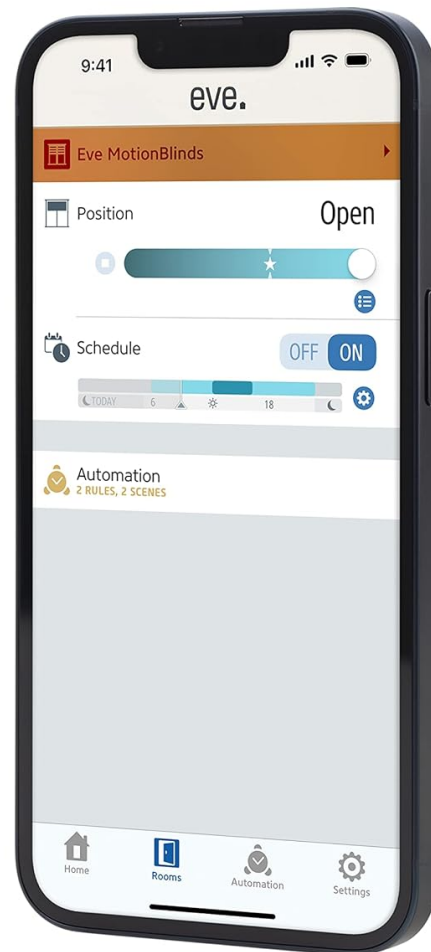 9:41
eve.
Eve MotionBlinds
Position
Open
Schedule
OFF ON
TODAY 6 18
Automation
2 RULES, 2 SCENES
Home Rooms Automation Settings